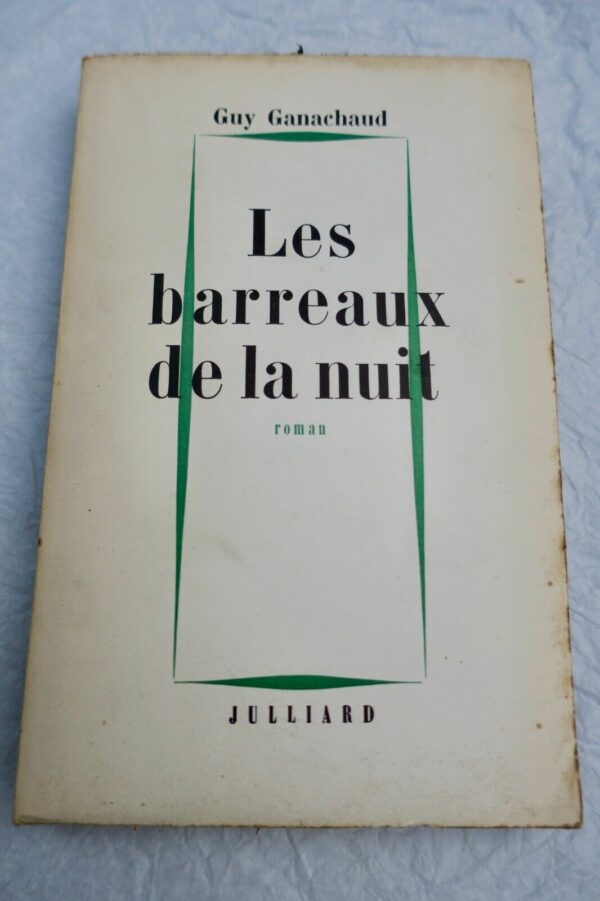 Guy Ganachaud
Les
barreaux
de la nuit
roman
JULLIARD